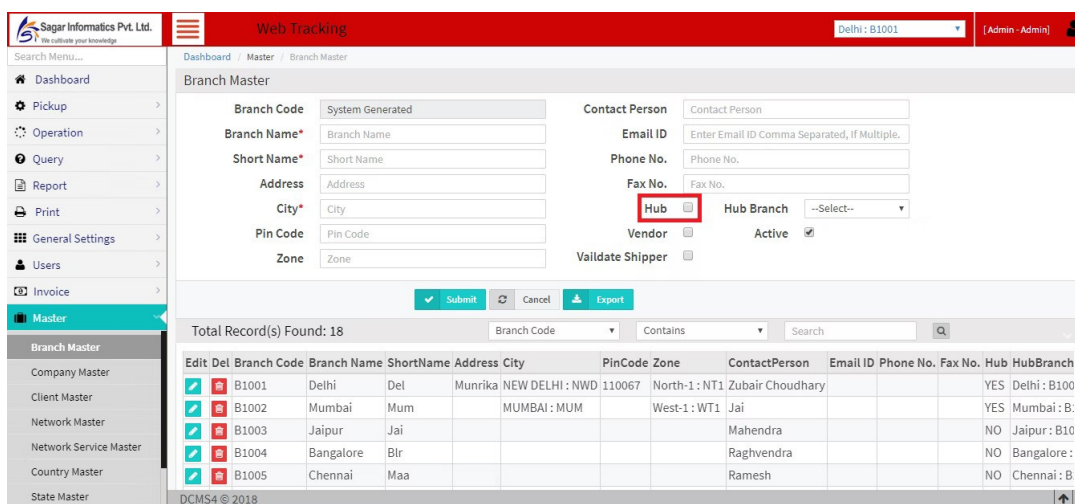 Sagar Informatics Pvt. Ltd.
We cultivate your knowledge
Web Tracking
Delhi : B1001
[ Admin - Admin]
Search Menu...
Dashboard
Pickup
Operation
Query
Report
Print
General Settings
Users
Invoice
Master
Branch Master
Company Master
Client Master
Network Master
Network Service Master
Country Master
State Master
Dashboard / Master / Branch Master
Branch Master
Branch Code System Generated Contact Person Contact Person
Branch Name* Branch Name Email ID Enter Email ID Comma Separated, If Multiple.
Short Name* Short Name Phone No. Phone No.
Address Address Fax No. Fax No.
City* City Hub Hub Branch --Select--
Pin Code Pin Code Vendor Active
Zone Zone Vaildate Shipper
Submit Cancel Export
Total Record(s) Found: 18 Branch Code Contains Search
Edit Del Branch Code Branch Name ShortName Address City PinCode Zone ContactPerson Email ID Phone No. Fax No. Hub HubBranch
B1001 Delhi Del Munrika NEW DELHI : NWD 110067 North-1 : NT1 Zubair Choudhary YES Delhi : B100
B1002 Mumbai Mum MUMBAI : MUM West-1 : WT1 Jai YES Mumbai : B
B1003 Jaipur Jai Mahendra NO Jaipur : B10
B1004 Bangalore Blr Raghvendra NO Bangalore :
B1005 Chennai Maa Ramesh NO Chennai : B
DCMS4 © 2018